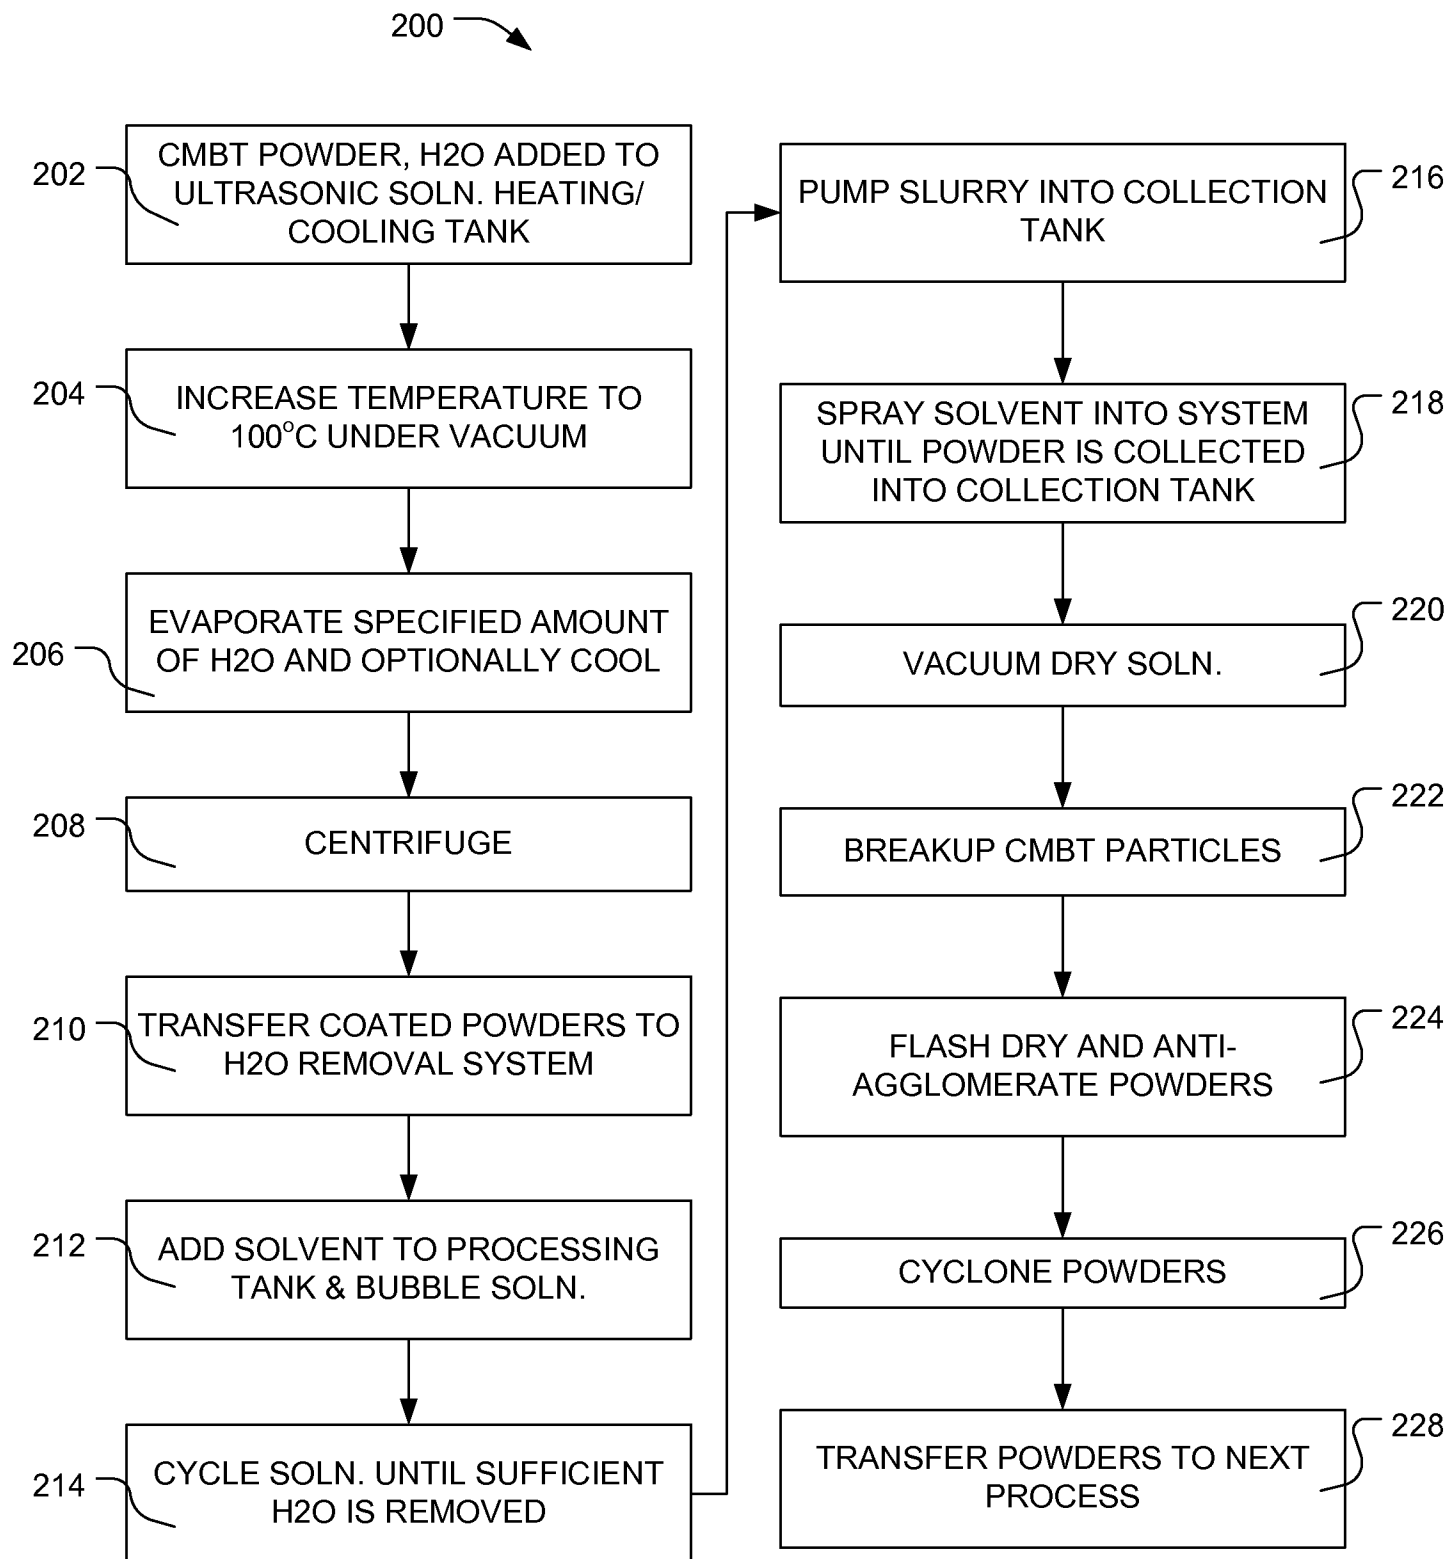 200
202
CMBT POWDER, H2O ADDED TO
ULTRASONIC SOLN. HEATING/
COOLING TANK
204
INCREASE TEMPERATURE TO
100°C UNDER VACUUM
206
EVAPORATE SPECIFIED AMOUNT
OF H2O AND OPTIONALLY COOL
208
CENTRIFUGE
210
TRANSFER COATED POWDERS TO
H2O REMOVAL SYSTEM
212
ADD SOLVENT TO PROCESSING
TANK & BUBBLE SOLN.
214
CYCLE SOLN. UNTIL SUFFICIENT
H2O IS REMOVED
216
PUMP SLURRY INTO COLLECTION
TANK
218
SPRAY SOLVENT INTO SYSTEM
UNTIL POWDER IS COLLECTED
INTO COLLECTION TANK
220
VACUUM DRY SOLN.
222
BREAKUP CMBT PARTICLES
224
FLASH DRY AND ANTI-
AGGLOMERATE POWDERS
226
CYCLONE POWDERS
228
TRANSFER POWDERS TO NEXT
PROCESS